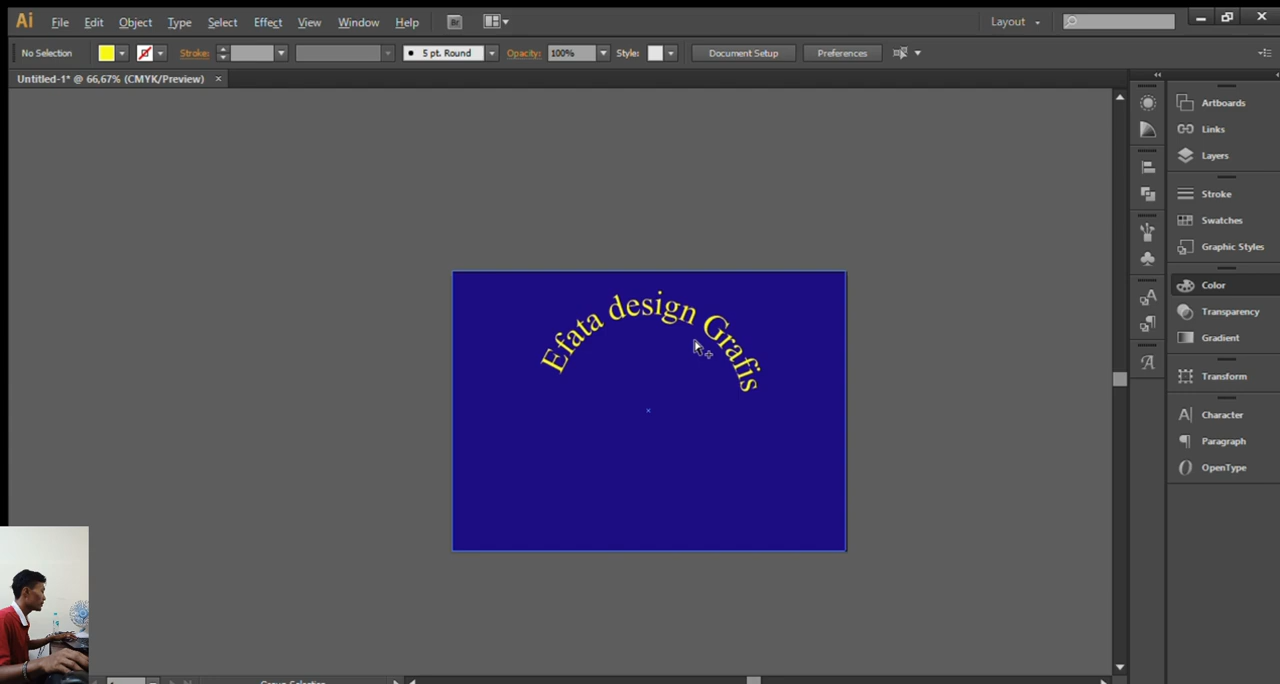 Ai File Edit Object Type Select Effect View Window Help Br Layout
No Selection Stroke: 5 pt. Round Opacity: 100% Style: Document Setup Preferences
Untitled-1* @ 66,67% (CMYK/Preview) ×
Artboards
Links
Layers
Stroke
Swatches
Graphic Styles
Color
Transparency
Gradient
Transform
Character
Paragraph
OpenType
Efata design Grafis